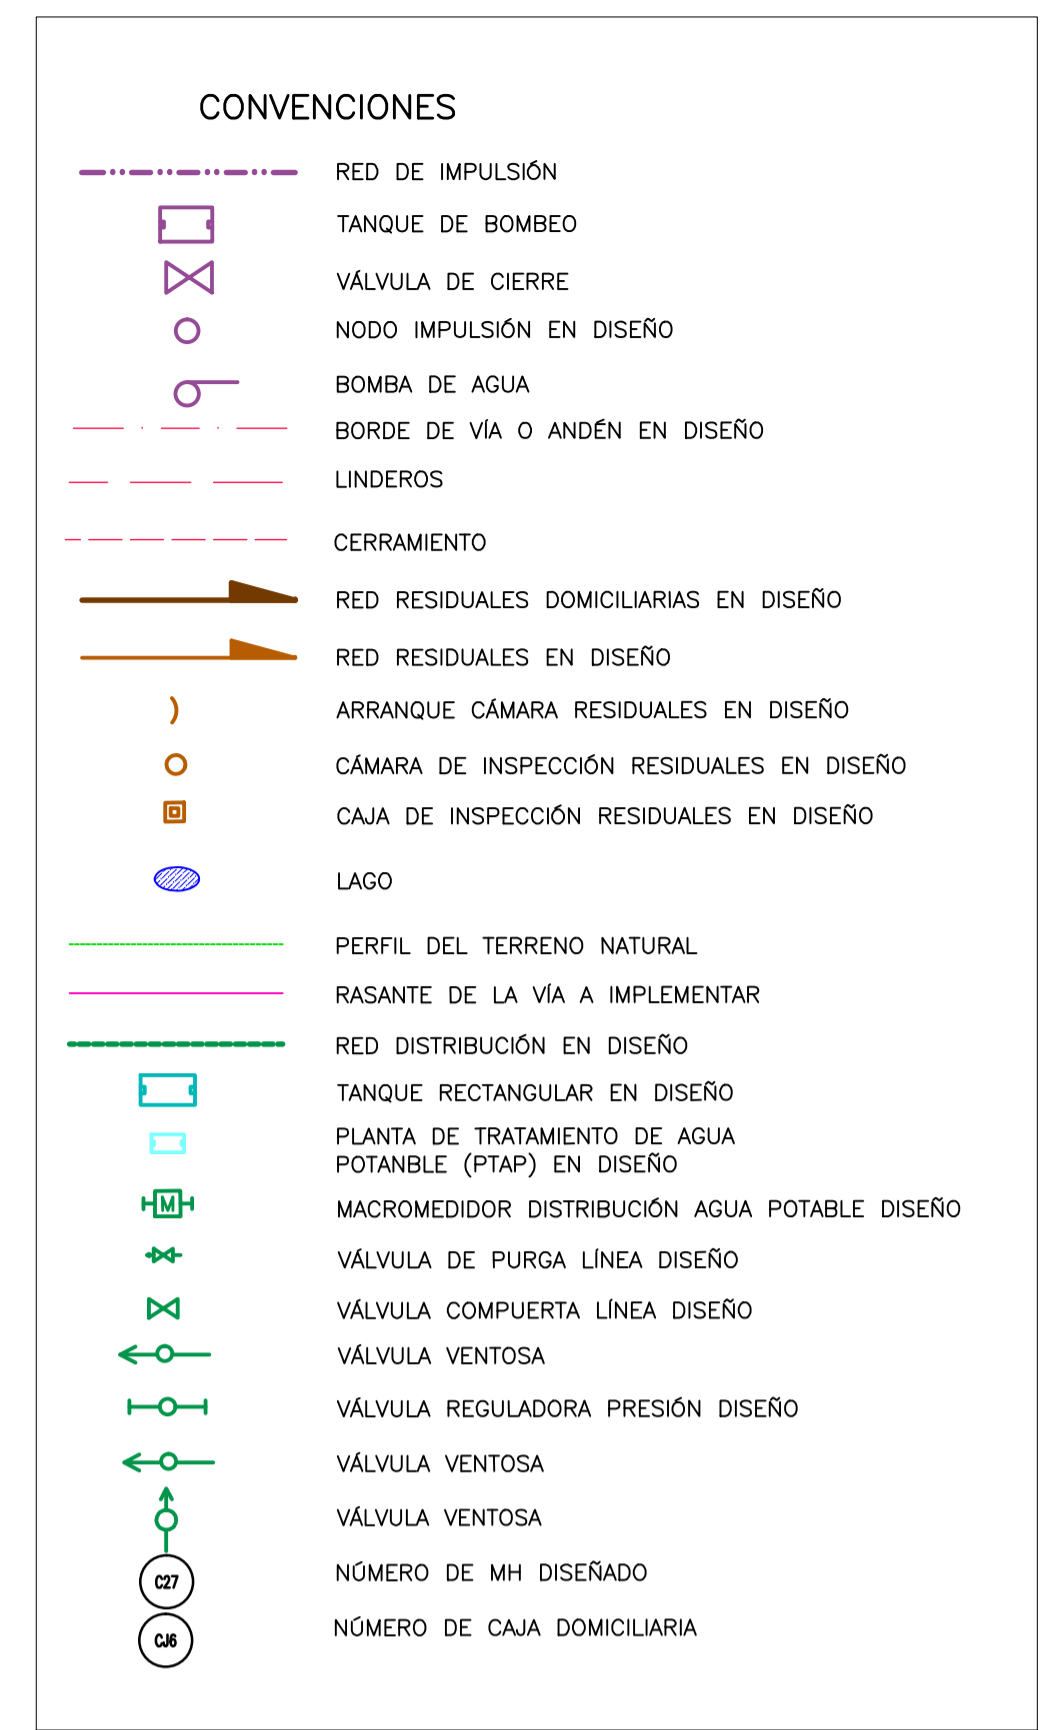 CONVENCIONES
RED DE IMPULSIÓN
TANQUE DE BOMBEO
VÁLVULA DE CIERRE
NODO IMPULSIÓN EN DISEÑO
BOMBA DE AGUA
BORDE DE VÍA O ANDÉN EN DISEÑO
LINDEROS
CERRAMIENTO
RED RESIDUALES DOMICILIARIAS EN DISEÑO
RED RESIDUALES EN DISEÑO
ARRANQUE CÁMARA RESIDUALES EN DISEÑO
CÁMARA DE INSPECCIÓN RESIDUALES EN DISEÑO
CAJA DE INSPECCIÓN RESIDUALES EN DISEÑO
LAGO
PERFIL DEL TERRENO NATURAL
RASANTE DE LA VÍA A IMPLEMENTAR
RED DISTRIBUCIÓN EN DISEÑO
TANQUE RECTANGULAR EN DISEÑO
PLANTA DE TRATAMIENTO DE AGUA
POTANBLE (PTAP) EN DISEÑO
M MACROMEDIDOR DISTRIBUCIÓN AGUA POTABLE DISEÑO
VÁLVULA DE PURGA LÍNEA DISEÑO
VÁLVULA COMPUERTA LÍNEA DISEÑO
VÁLVULA VENTOSA
VÁLVULA REGULADORA PRESIÓN DISEÑO
VÁLVULA VENTOSA
VÁLVULA VENTOSA
C27 NÚMERO DE MH DISEÑADO
CJ6 NÚMERO DE CAJA DOMICILIARIA